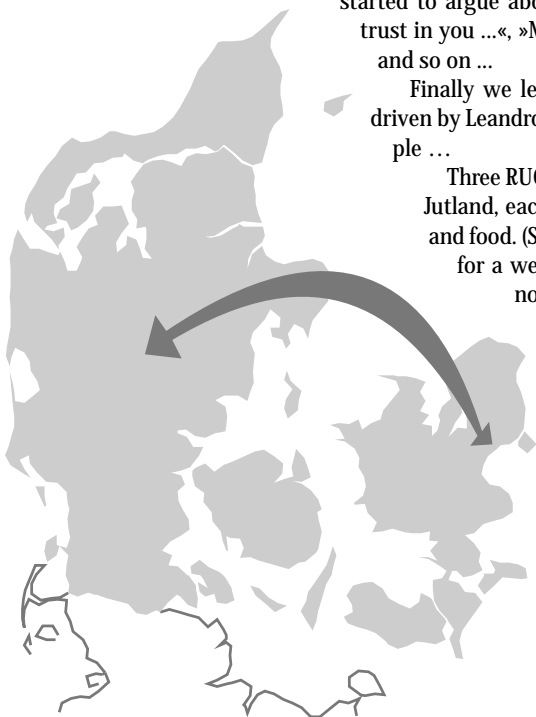 started to argue abo
trust in you ...«, »M
and so on ...
Finally we le
driven by Leandro
ple …
Three RUC
Jutland, eac
and food. (S
for a we
no